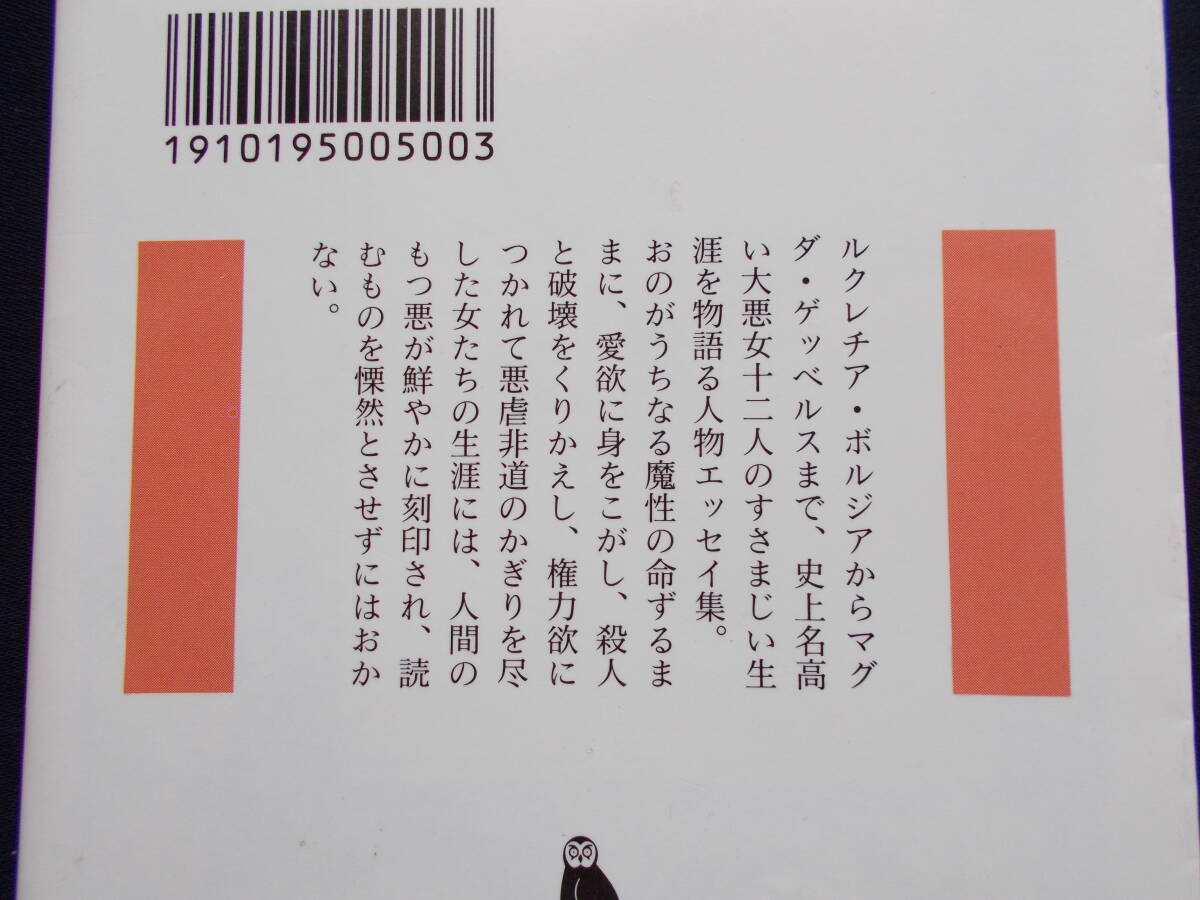 1910195005003
ルクレチア・ボルジアからマグ
ダ・ゲッベルスまで、史上名高
い大悪女十二人のすさまじい生
涯を物語る人物エッセイ集。
おのがうちなる魔性の命ずるま
まに、愛欲に身をこがし、殺人
と破壊をくりかえし、権力欲に
つかれて悪虐非道のかぎりを尽
した女たちの生涯には、人間の
もつ悪が鮮やかに刻印され、読
むものを慄然とさせずにはおか
ない。